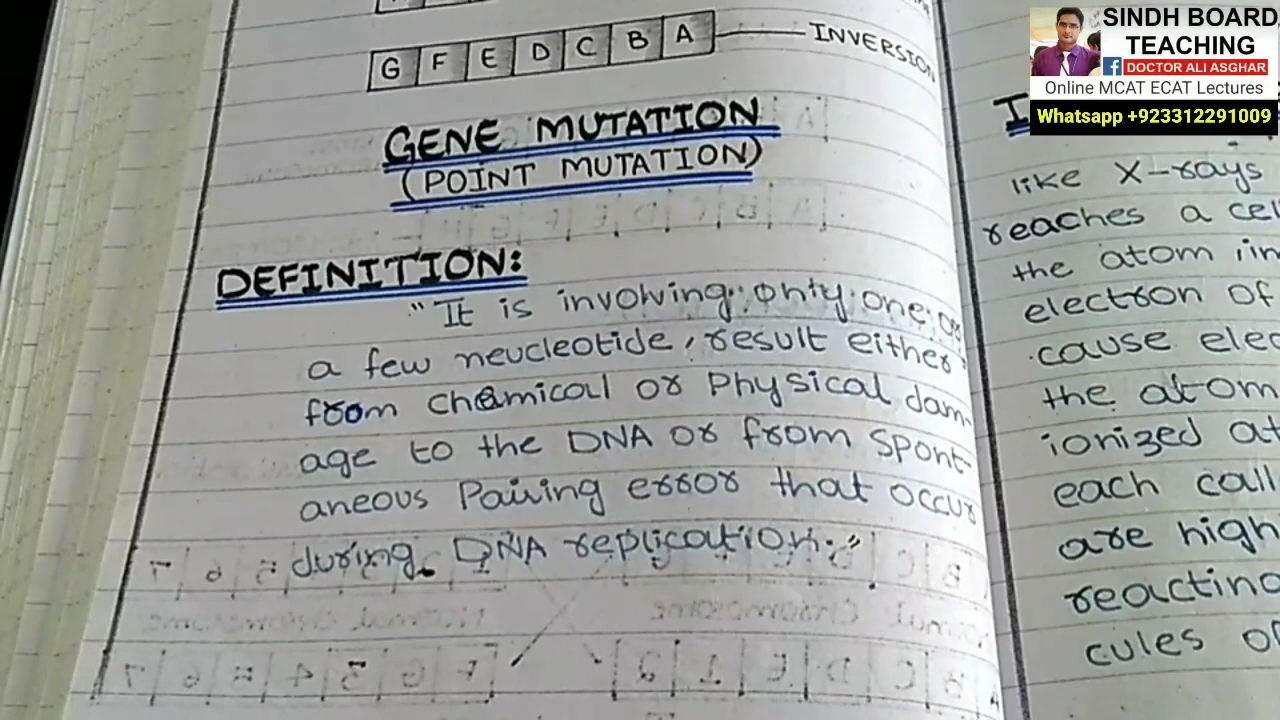 G F E D C B A INVERSION
GENE MUTATION
(POINT MUTATION)
DEFINITION:
"It is involving only one or
a few neucleotide, result either
from chemical or Physical dam-
age to the DNA or from spont-
aneous Pairing error that occur
during DNA replication."
like X-rays
reaches a cel
the atom in
electron of
cause elec
the atom
ionized at
each call
are high
reacting
cules of
SINDH BOARD
TEACHING
f DOCTOR ALI ASGHAR
Online MCAT ECAT Lectures
Whatsapp +923312291009